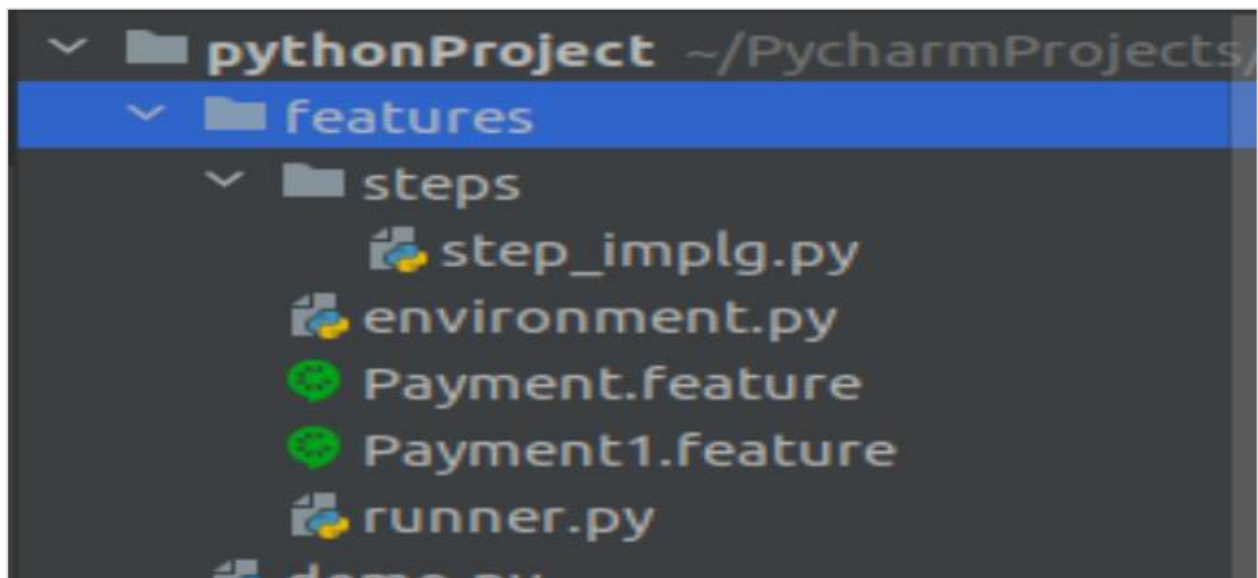 pythonProject ~/PycharmProjects/
features
steps
step_implg.py
environment.py
Payment.feature
Payment1.feature
runner.py